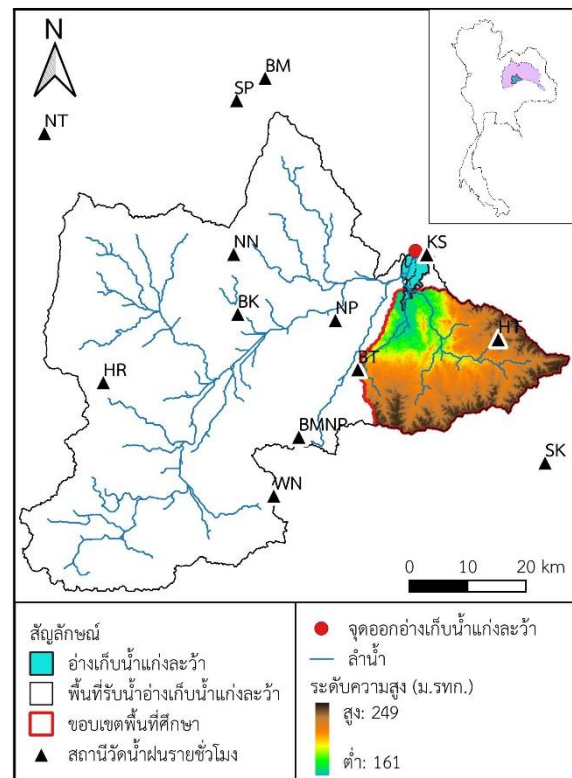 N
BM
SP
NT
NN
KS
BK
NP
HT
BT
HR
BMNP
SK
WN
0 10 20 km
สัญลักษณ์
อ่างเก็บน้ำแก่งละว้า
พื้นที่รับน้ำอ่างเก็บน้ำแก่งละว้า
ขอบเขตพื้นที่ศึกษา
สถานีวัดน้ำฝนรายชั่วโมง
จุดออกอ่างเก็บน้ำแก่งละว้า
ลำน้ำ
ระดับความสูง (ม.รทก.)
สูง: 249
ต่ำ: 161